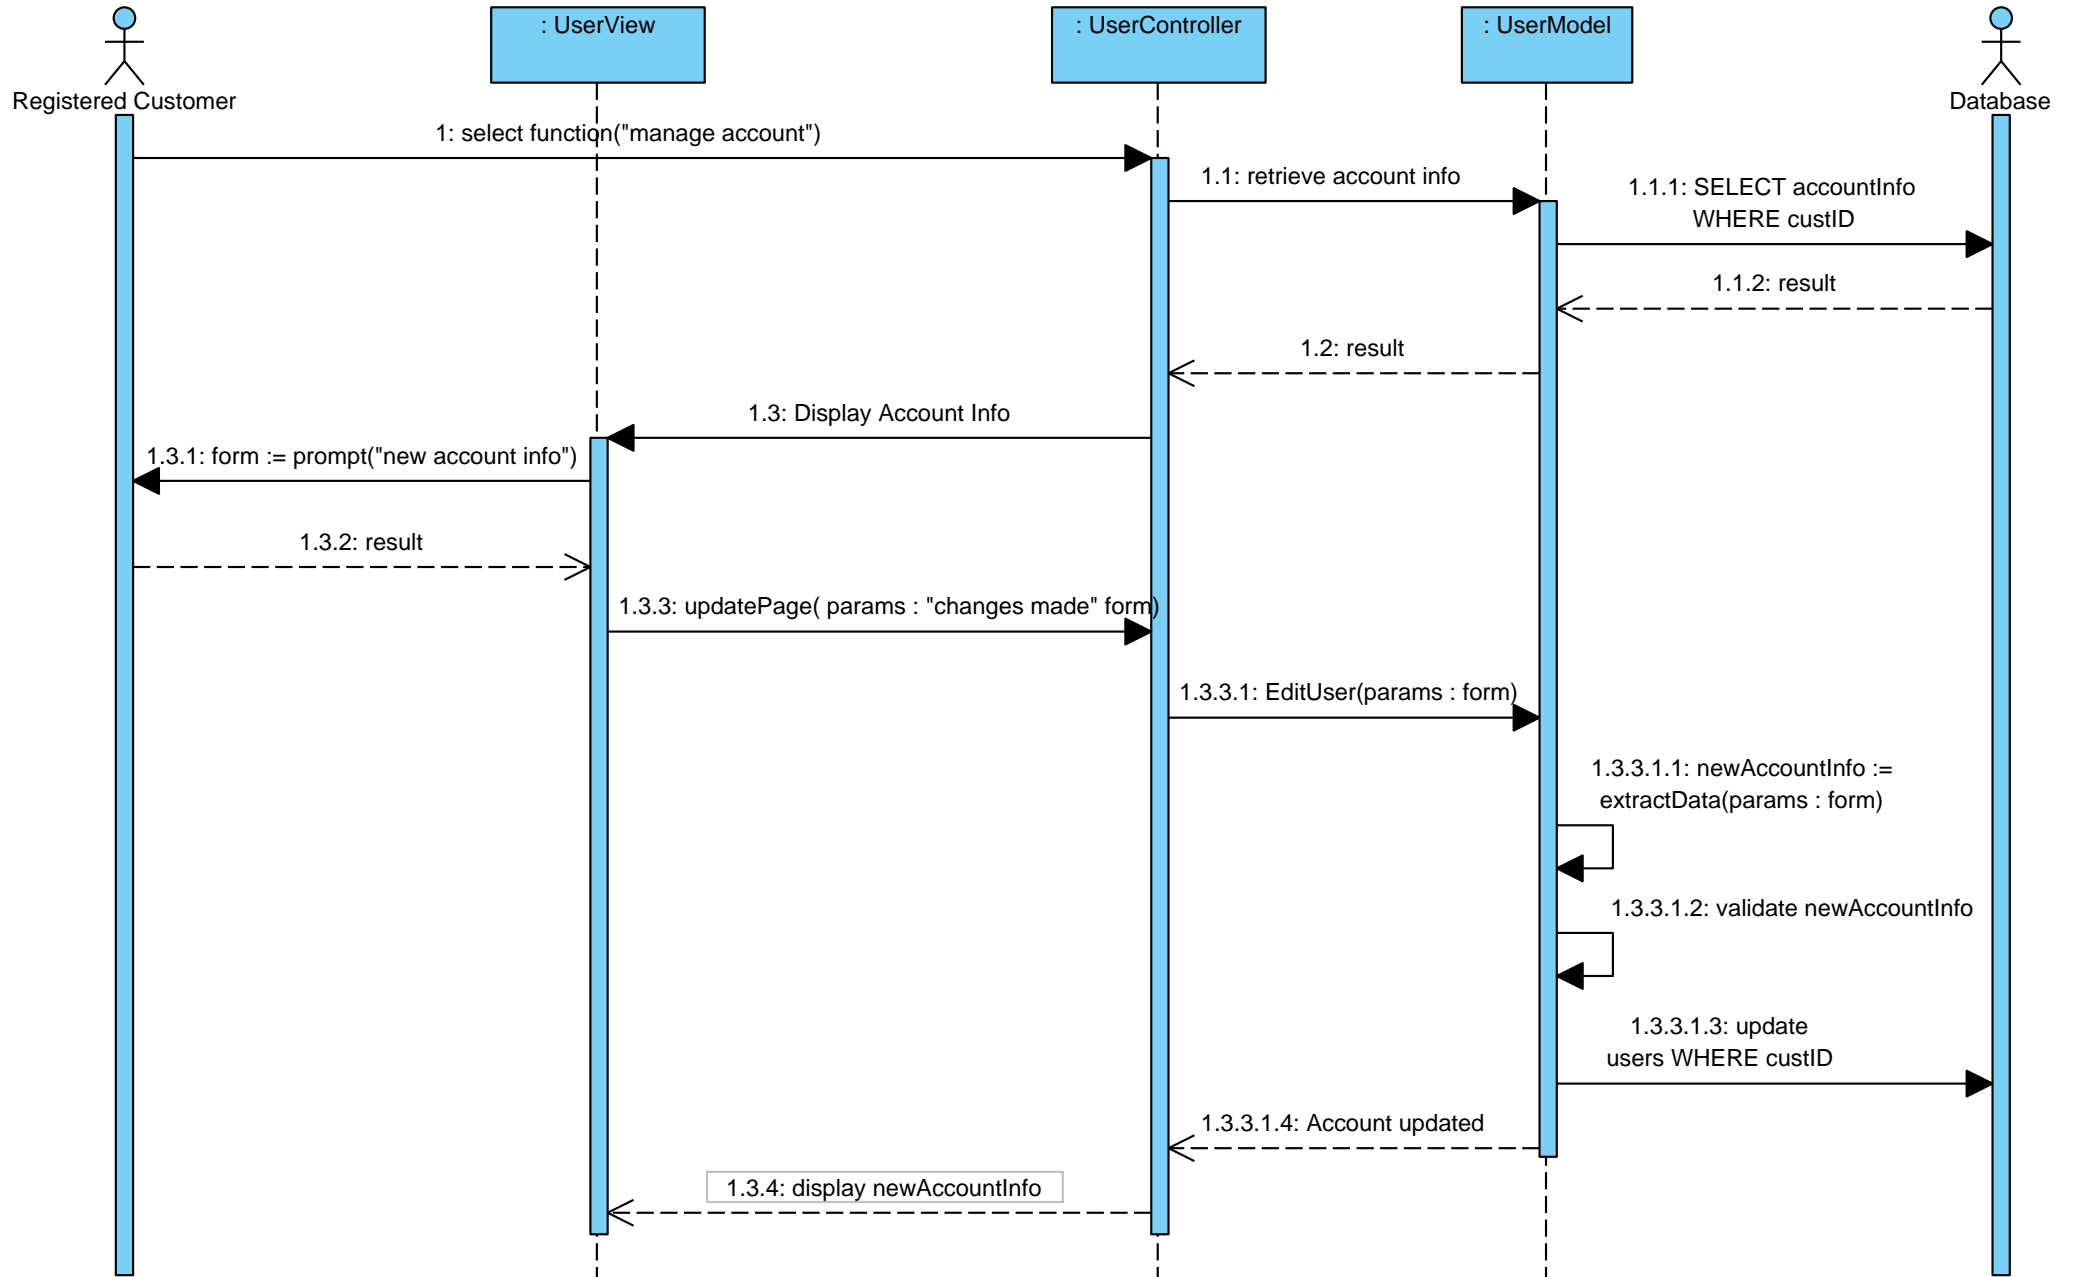 : UserView
: UserController
: UserModel
Registered Customer
Database
1: select function("manage account")
1.1: retrieve account info
1.1.1: SELECT accountInfo
WHERE custID
1.1.2: result
1.2: result
1.3: Display Account Info
1.3.1: form := prompt("new account info")
1.3.2: result
1.3.3: updatePage( params : "changes made" form)
1.3.3.1: EditUser(params : form)
1.3.3.1.1: newAccountInfo :=
extractData(params : form)
1.3.3.1.2: validate newAccountInfo
1.3.3.1.3: update
users WHERE custID
1.3.3.1.4: Account updated
1.3.4: display newAccountInfo